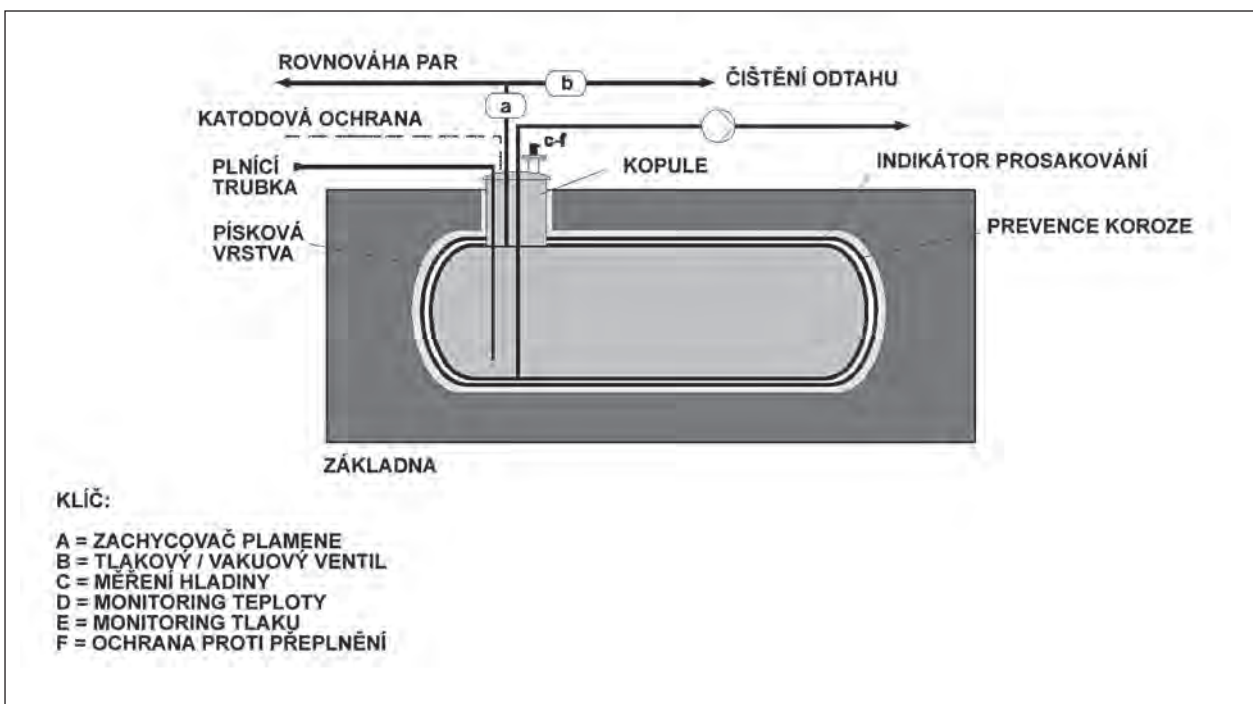 ROVNOVÁHA PAR
b
ČIŠTĚNÍ ODTAHU
a
KATODOVÁ OCHRANA
c-f
PLNÍCÍ
TRUBKA
KOPULE
INDIKÁTOR PROSAKOVÁNÍ
PÍSKOVÁ
VRSTVA
PREVENCE KOROZE
ZÁKLADNA
KLÍČ:
A = ZACHYCOVAČ PLAMENE
B = TLAKOVÝ / VAKUOVÝ VENTIL
C = MĚŘENÍ HLADINY
D = MONITORING TEPLOTY
E = MONITORING TLAKU
F = OCHRANA PROTI PŘEPLNĚNÍ